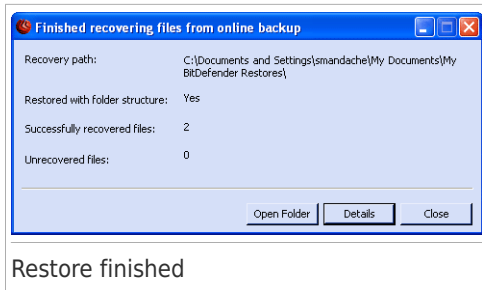 Finished recovering files from online backup
Recovery path: C:\Documents and Settings\smandache\My Documents\My
BitDefender Restores\
Restored with folder structure: Yes
Successfully recovered files: 2
Unrecovered files: 0
Open Folder Details Close
Restore finished